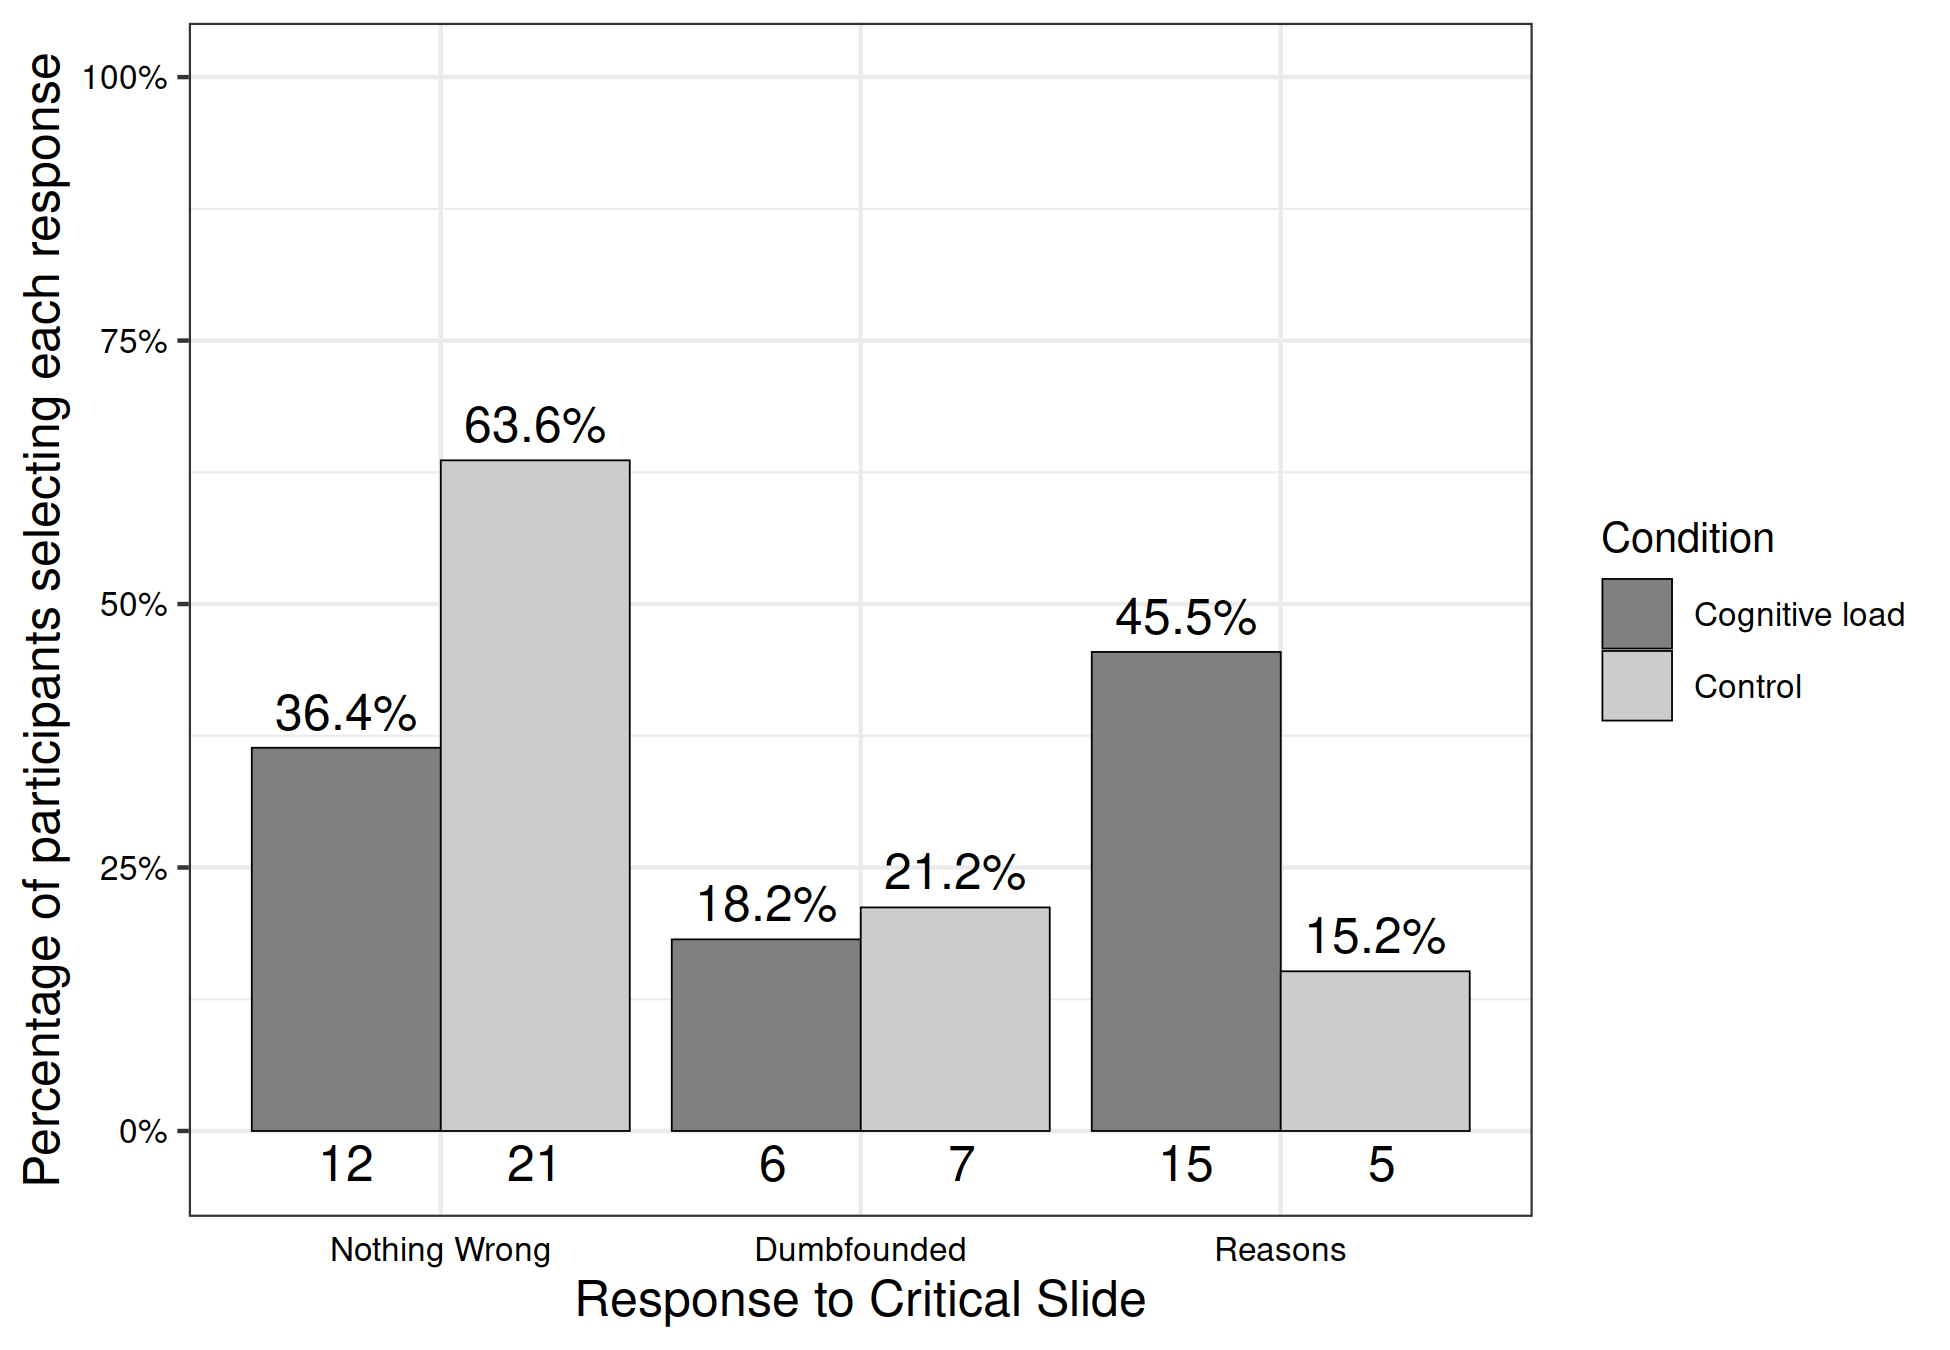 Percentage of participants selecting each response
100%
75%
50%
25%
0%
36.4%
63.6%
18.2%
21.2%
45.5%
15.2%
12
21
6
7
15
5
Nothing Wrong
Dumbfounded
Reasons
Response to Critical Slide
Condition
Cognitive load
Control